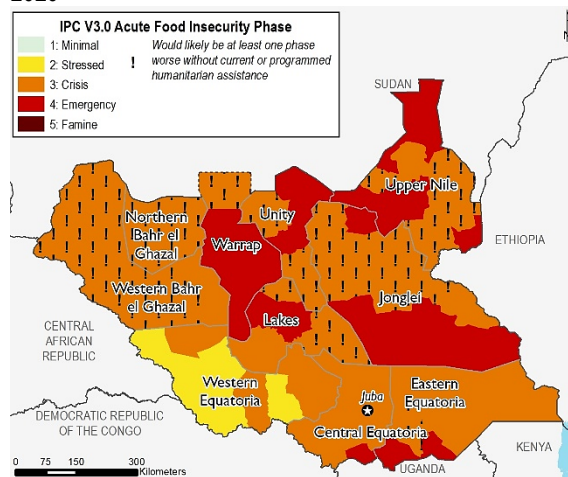 IPC V3.0 Acute Food Insecurity Phase
1: Minimal
2: Stressed
3: Crisis
4: Emergency
5: Famine
! Would likely be at least one phase
worse without current or programmed
humanitarian assistance
SUDAN
Upper Nile
Northern
Bahr el
Ghazal
Unity
Warrap
ETHIOPIA
Western Bahr
el Ghazal
Jonglei
Lakes
CENTRAL
AFRICAN
REPUBLIC
Western
Equatoria
Eastern
Equatoria
Juba
Central Equatoria
DEMOCRATIC REPUBLIC
OF THE CONGO
KENYA
UGANDA
0 75 150 300
Kilometers